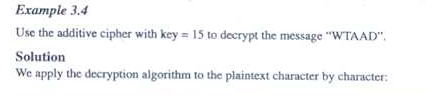 Example 3.4
Use the additive cipher with key = 15 to decrypt the message "WTAAD".
Solution
We apply the decryption algorithm to the plaintext character by character: